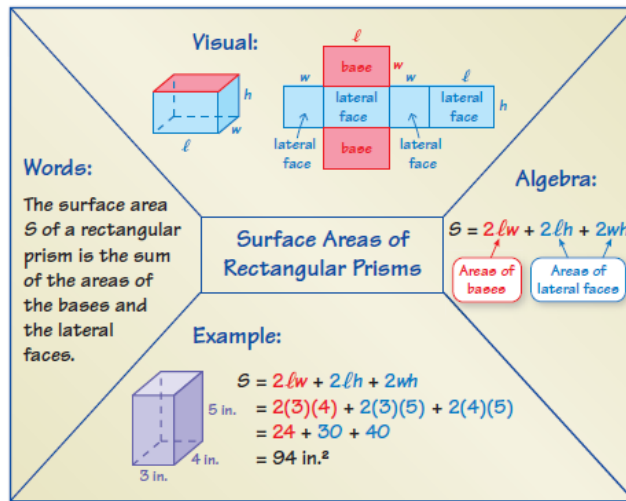 Visual:
ℓ
base
w
w
w
ℓ
lateral
face
lateral
face
h
lateral
face
base
lateral
face
h
w
ℓ
Words:
The surface area
S of a rectangular
prism is the sum
of the areas of
the bases and
the lateral
faces.
Surface Areas of
Rectangular Prisms
Algebra:
S = 2ℓw + 2ℓh + 2wh
Areas of
bases
Areas of
lateral faces
Example:
S = 2ℓw + 2ℓh + 2wh
= 2(3)(4) + 2(3)(5) + 2(4)(5)
= 24 + 30 + 40
= 94 in.²
5 in.
4 in.
3 in.